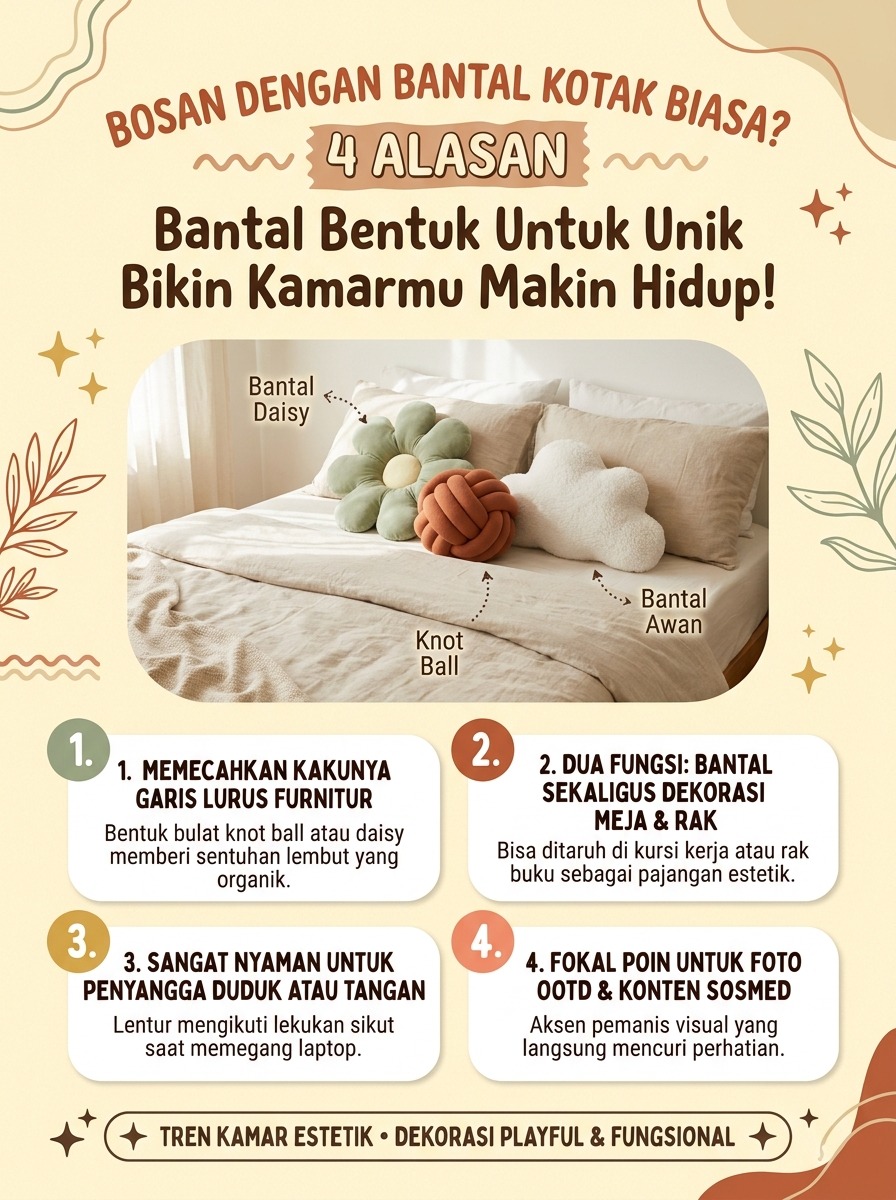 BOSAN DENGAN BANTAL KOTAK BIASA?
4 ALASAN
Bantal Bentuk Untuk Unik
Bikin Kamarmu Makin Hidup!
Bantal
Daisy
Knot
Ball
Bantal
Awan
1.
1. MEMECAHKAN KAKUNYA
GARIS LURUS FURNITUR
Bentuk bulat knot ball atau daisy
memberi sentuhan lembut yang
organik.
2.
2. DUA FUNGSI: BANTAL
SEKALIGUS DEKORASI
MEJA & RAK
Bisa ditaruh di kursi kerja atau rak
buku sebagai pajangan estetik.
3.
3. SANGAT NYAMAN UNTUK
PENYANGGA DUDUK ATAU TANGAN
Lentur mengikuti lekukan sikut
saat memegang laptop.
4.
4. FOKAL POIN UNTUK FOTO
OOTD & KONTEN SOSMED
Aksen pemanis visual yang
langsung mencuri perhatian.
TREN KAMAR ESTETIK • DEKORASI PLAYFUL & FUNGSIONAL